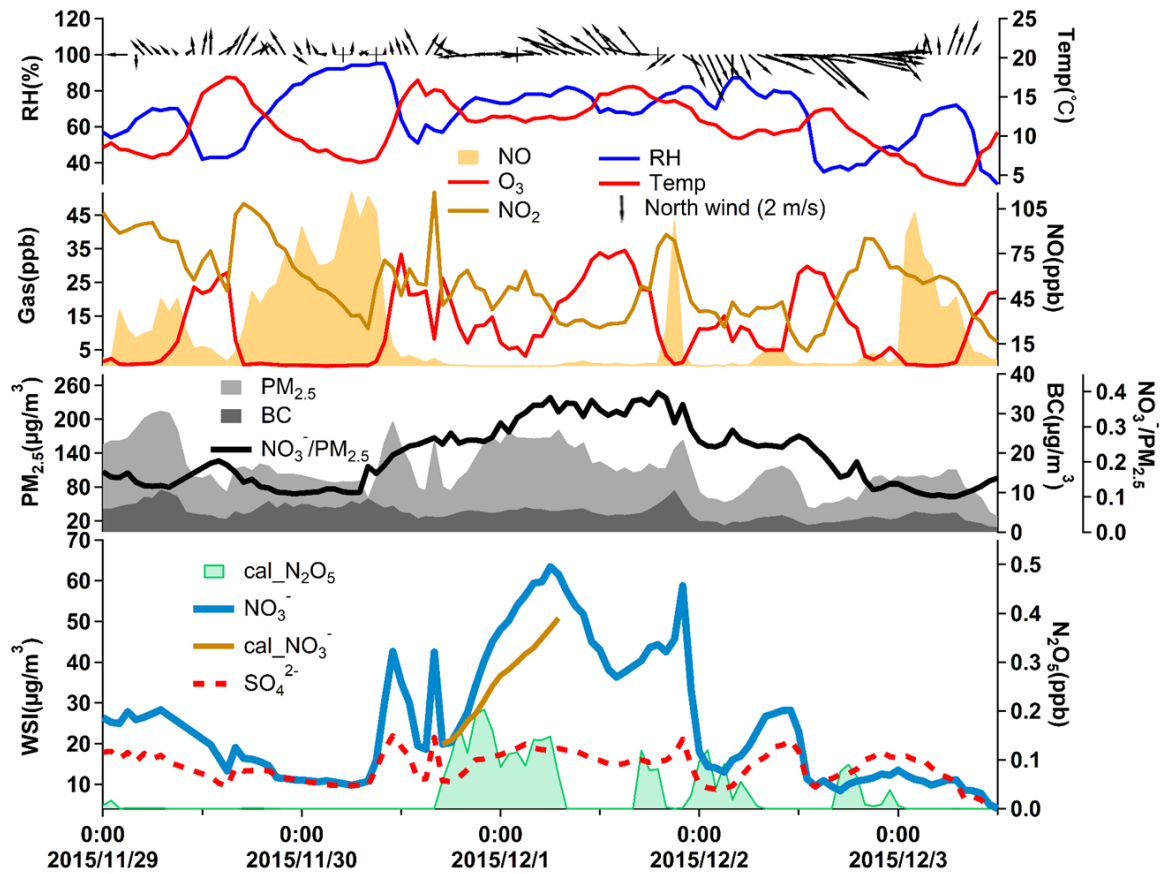 120
100
80
60
40
RH(%)
25
20
15
10
5
Temp(°C)
NO
O₃
NO₂
RH
Temp
North wind (2 m/s)
45
35
25
15
5
Gas(ppb)
105
75
45
15
NO(ppb)
260
200
140
80
20
PM₂.₅(μg/m³)
PM₂.₅
BC
NO₃⁻/PM₂.₅
40
30
20
10
0
BC(μg/m³)
0.4
0.3
0.2
0.1
0.0
NO₃⁻/PM₂.₅
70
60
50
40
30
20
10
WSI(μg/m³)
cal_N₂O₅
NO₃⁻
cal_NO₃⁻
SO₄²⁻
0.5
0.4
0.3
0.2
0.1
0.0
N₂O₅(ppb)
0:00 0:00 0:00 0:00 0:00
2015/11/29 2015/11/30 2015/12/1 2015/12/2 2015/12/3